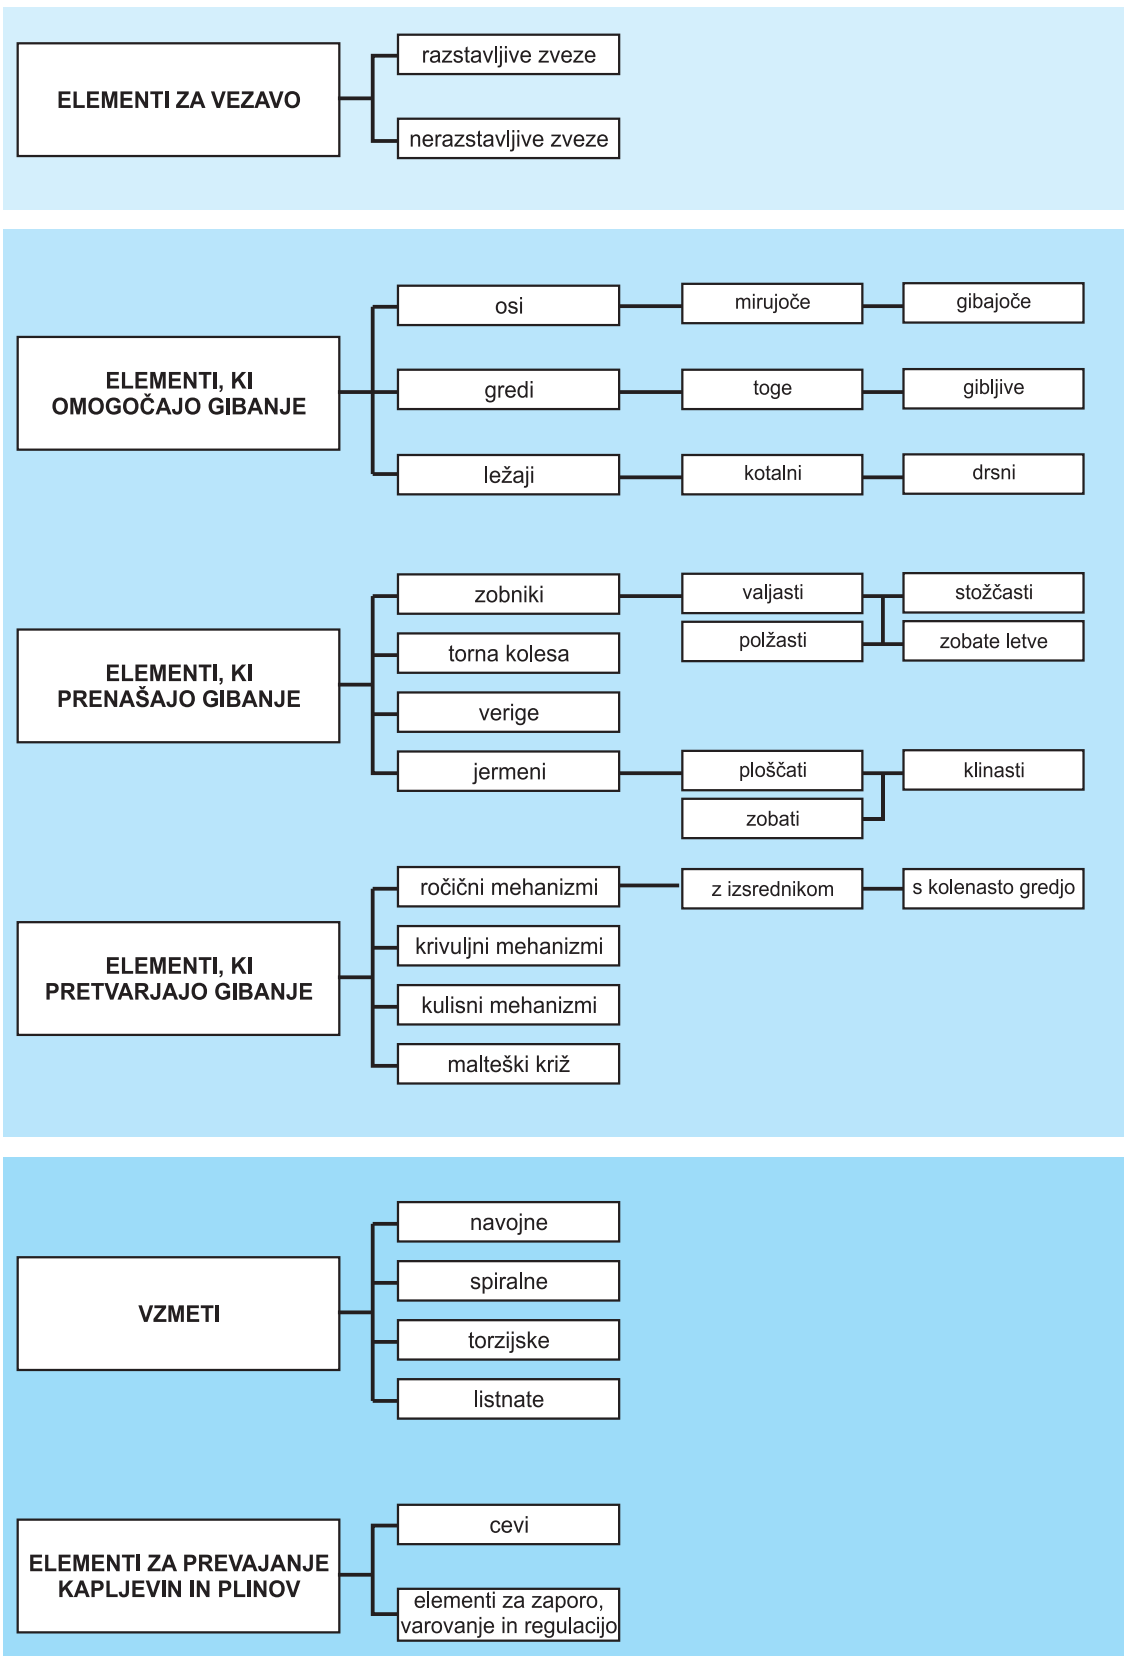 ELEMENTI ZA VEZAVO
razstavljive zveze
nerazstavljive zveze
ELEMENTI, KI
OMOGOČAJO GIBANJE
osi
mirujoče
gibajoče
gredi
toge
gibljive
ležaji
kotalni
drsni
ELEMENTI, KI
PRENAŠAJO GIBANJE
zobniki
valjasti
stožčasti
polžasti
zobate letve
torna kolesa
verige
jermeni
ploščati
klinasti
zobati
ELEMENTI, KI
PRETVARJAJO GIBANJE
ročični mehanizmi
z izsrednikom
s kolenasto gredjo
krivuljni mehanizmi
kulisni mehanizmi
malteški križ
VZMETI
navojne
spiralne
torzijske
listnate
ELEMENTI ZA PREVAJANJE
KAPLJEVIN IN PLINOV
cevi
elementi za zaporo,
varovanje in regulacijo